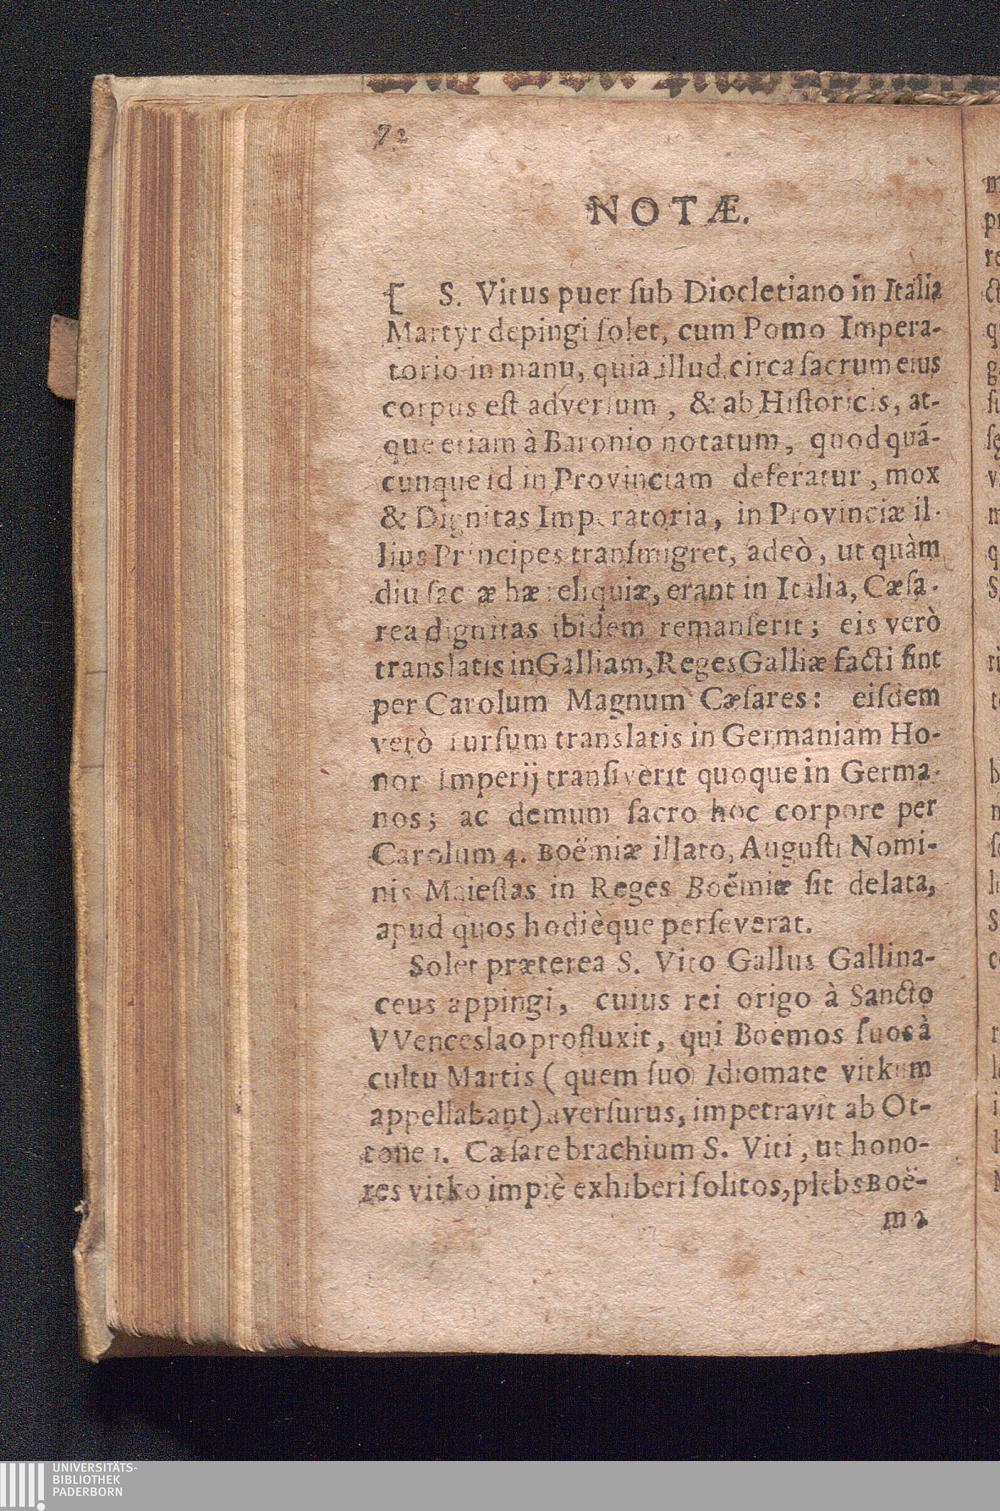 72
NOTÆ.
[ S. Vitus puer ſub Diocletiano in Italia
Martyr depingi ſolet, cum Pomo Impera-
torio in manu, quia illud circa ſacrum eius
corpus eſt adverſum, & ab Hiſtoricis, at-
que etiam à Baronio notatum, quod quã-
cunque id in Provinciam deferatur, mox
& Dignitas Imperatoria, in Provinciæ il-
lius Principes tranſmigret, adeò, ut quàm
diu ſacræ hæ reliquiæ, erant in Italia, Cæſa-
rea dignitas ibidem remanſerit; eis verò
translatis in Galliam, Reges Galliæ facti ſint
per Carolum Magnum Cæſares: eiſdem
verò rurſum translatis in Germaniam Ho-
nor Imperij tranſiverit quoque in Germa-
nos; ac demum ſacro hoc corpore per
Carolum 4. Boëmiæ illato, Auguſti Nomi-
nis Maieſtas in Reges Boëmiæ ſit delata,
apud quos hodièque perſeverat.
Solet præterea S. Vito Gallus Gallina-
ceus appingi, cuius rei origo à Sancto
VVenceslao profluxit, qui Boemos ſuos à
cultu Martis (quem ſuo Idiomate vitkum
appellabant) averſurus, impetravit ab Ot-
tone 1. Cæſare brachium S. Viti, ut hono-
res vitko impiè exhiberi ſolitos, plebs Boë-
ma
UNIVERSITÄTS-
BIBLIOTHEK
PADERBORN